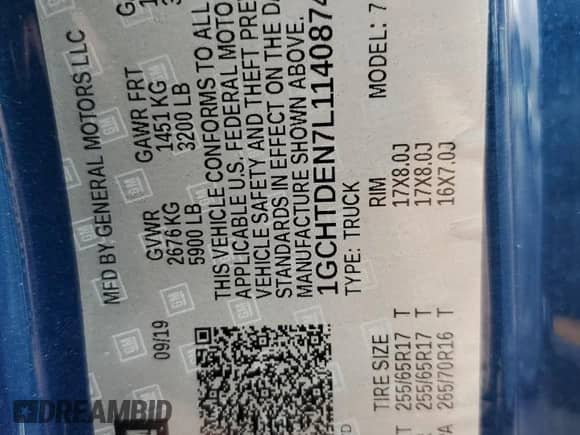 MFD BY GENERAL MOTORS LLC
09/19
GVWR
2676 KG
5900 LB
GAWR FRT
1451 KG
3200 LB
THIS VEHICLE CONFORMS TO ALL
APPLICABLE U.S. FEDERAL MOTO
VEHICLE SAFETY AND THEFT PRE
STANDARDS IN EFFECT ON THE DA
MANUFACTURE SHOWN ABOVE.
1GCHTDEN7L1140874
TYPE: TRUCK
MODEL: 7
TIRE SIZE
RIM
255/65R17 T
17X8.0J
255/65R17 T
17X8.0J
265/70R16 T
16X7.0J
GM
DREAMBID